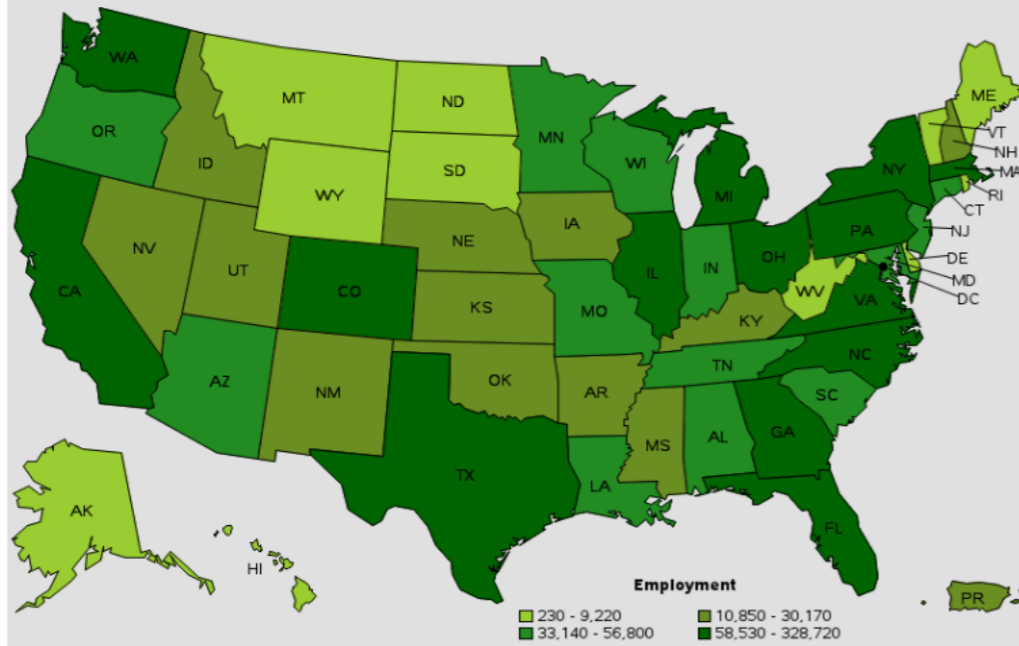 WA
MT
ND
ME
OR
MN
VT
ID
WI
NH
SD
NY
MA
WY
MI
RI
CT
NV
NE
IA
PA
NJ
UT
IL
IN
OH
DE
CA
CO
WV
MD
KS
MO
VA
DC
KY
AZ
NM
OK
TN
NC
AR
SC
MS
AL
GA
TX
LA
AK
FL
HI
Employment
PR
230 - 9,220
10,850 - 30,170
33,140 - 56,800
58,530 - 328,720